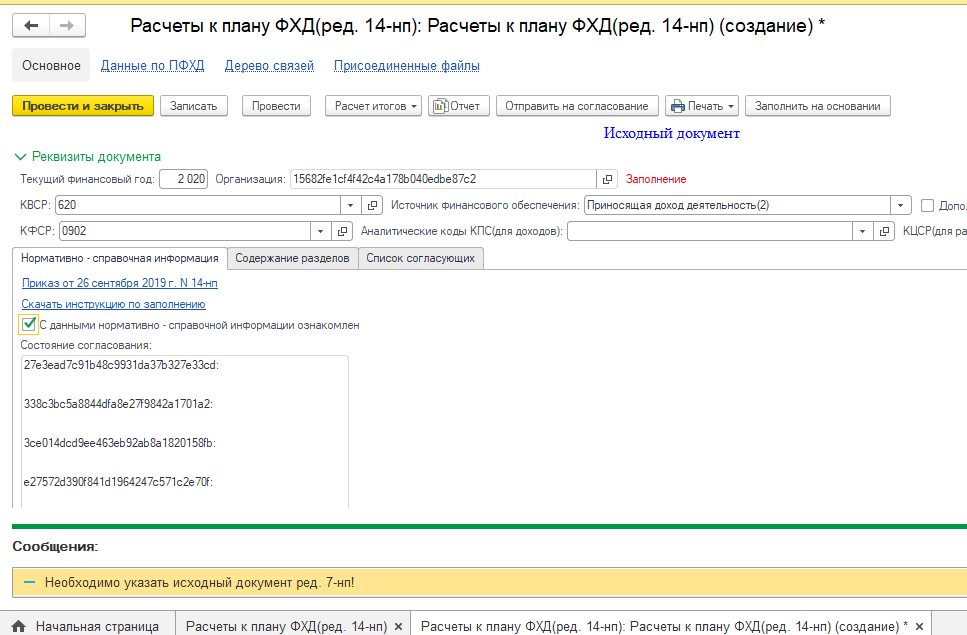 Расчеты к плану ФХД(ред. 14-нп): Расчеты к плану ФХД(ред. 14-нп) (создание) *
Основное Данные по ПФХД Дерево связей Присоединенные файлы
Провести и закрыть Записать Провести Расчет итогов Отчет Отправить на согласование Печать Заполнить на основании
Исходный документ
Реквизиты документа
Текущий финансовый год: 2 020 Организация: 15682fe1cf4f42c4a178b040edbe87c2 Заполнение
КВСР: 620 Источник финансового обеспечения: Приносящая доход деятельность(2) Допо
КФСР: 0902 Аналитические коды КПС(для доходов): КЦСР(для ра
Нормативно - справочная информация Содержание разделов Список согласующих
Приказ от 26 сентября 2019 г. N 14-нп
Скачать инструкцию по заполнению
С данными нормативно - справочной информации ознакомлен
Состояние согласования:
27e3ead7c91b48c9931da37b327e33cd:
338c3bc5a8844dfa8e27f9842a1701a2:
3ce014dcd9ee463eb92ab8a1820158fb:
e27572d390f841d1964247c571c2e70f:
Сообщения:
Необходимо указать исходный документ ред. 7-нп!
Начальная страница Расчеты к плану ФХД(ред. 14-нп) × Расчеты к плану ФХД(ред. 14-нп): Расчеты к плану ФХД(ред. 14-нп) (создание) * ×